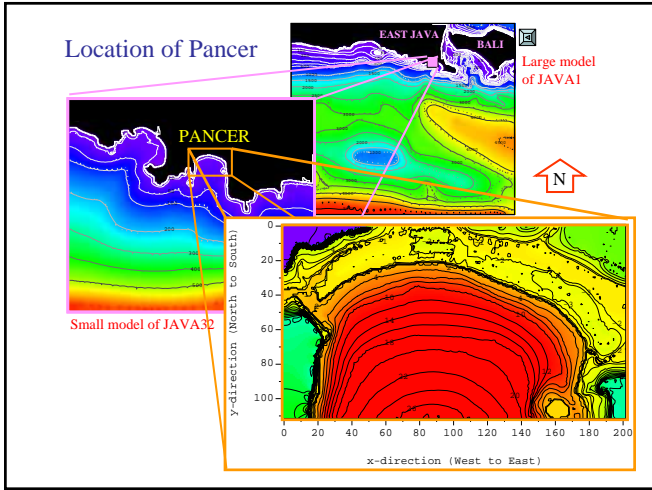 Location of Pancer
EAST JAVA
BALI
Large model
of JAVA1
PANCER
N
Small model of JAVA32
y-direction (North to South)
0
20
40
60
80
100
0
20
40
60
80
100
120
140
160
180
200
x-direction (West to East)